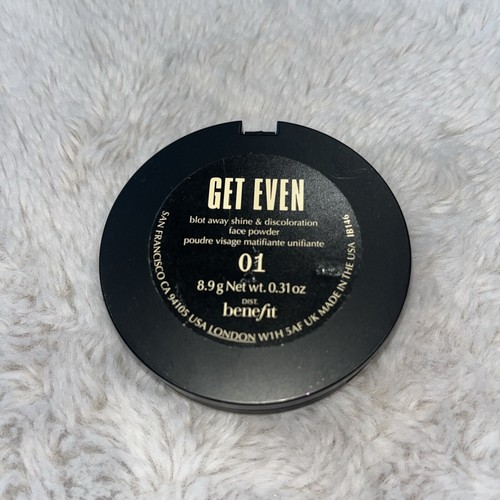 GET EVEN
blot away shine & discoloration
face powder
poudre visage matifiante unifiante
01
8.9 g Net wt. 0.31 oz
DIST.
benefit
SAN FRANCISCO CA 94105 USA LONDON W1H 5AF UK MADE IN THE USA 1B146